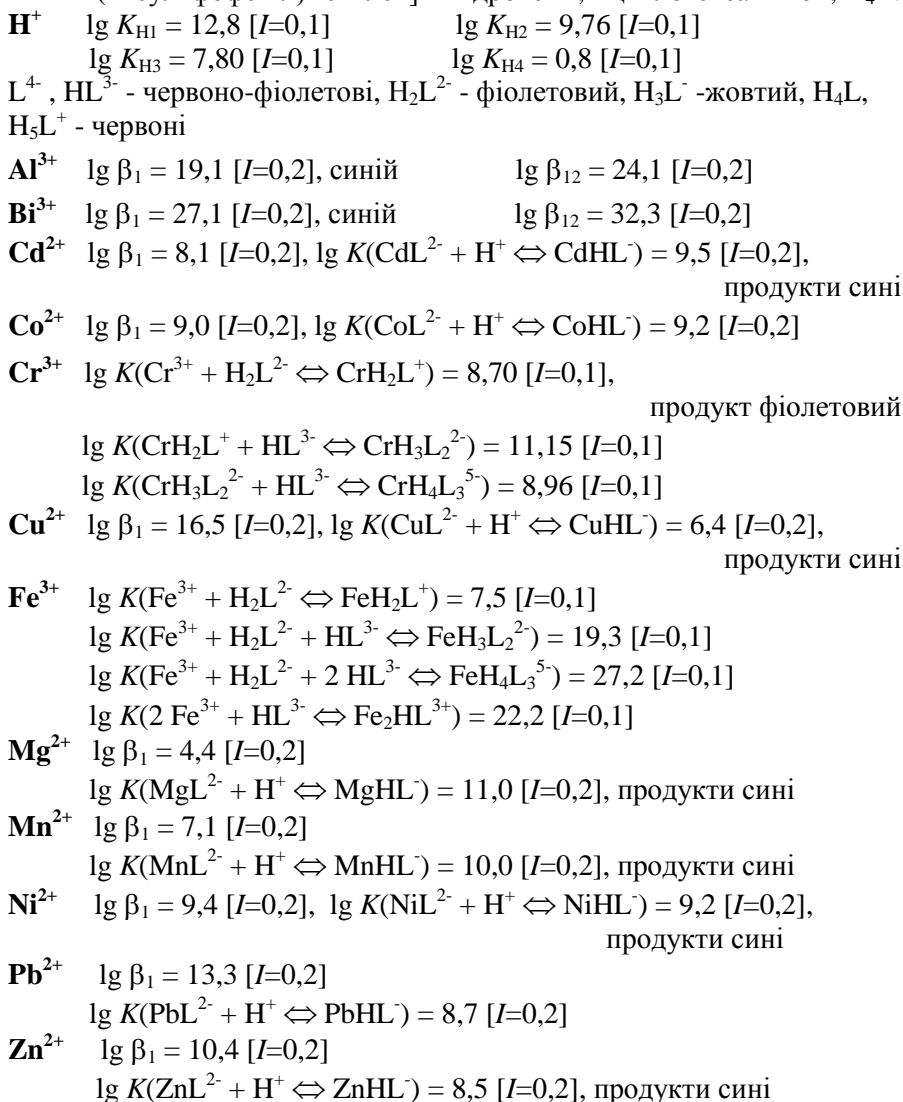 H⁺ lg K_H1 = 12,8 [I=0,1] lg K_H2 = 9,76 [I=0,1]
lg K_H3 = 7,80 [I=0,1] lg K_H4 = 0,8 [I=0,1]
L⁴⁻ , HL³⁻ - червоно-фіолетові, H₂L²⁻ - фіолетовий, H₃L⁻ -жовтий, H₄L,
H₅L⁺ - червоні
Al³⁺ lg β₁ = 19,1 [I=0,2], синій lg β₁₂ = 24,1 [I=0,2]
Bi³⁺ lg β₁ = 27,1 [I=0,2], синій lg β₁₂ = 32,3 [I=0,2]
Cd²⁺ lg β₁ = 8,1 [I=0,2], lg K(CdL²⁻ + H⁺ ⇔ CdHL⁻) = 9,5 [I=0,2],
продукти сині
Co²⁺ lg β₁ = 9,0 [I=0,2], lg K(CoL²⁻ + H⁺ ⇔ CoHL⁻) = 9,2 [I=0,2]
Cr³⁺ lg K(Cr³⁺ + H₂L²⁻ ⇔ CrH₂L⁺) = 8,70 [I=0,1],
продукт фіолетовий
lg K(CrH₂L⁺ + HL³⁻ ⇔ CrH₃L₂²⁻) = 11,15 [I=0,1]
lg K(CrH₃L₂²⁻ + HL³⁻ ⇔ CrH₄L₃⁵⁻) = 8,96 [I=0,1]
Cu²⁺ lg β₁ = 16,5 [I=0,2], lg K(CuL²⁻ + H⁺ ⇔ CuHL⁻) = 6,4 [I=0,2],
продукти сині
Fe³⁺ lg K(Fe³⁺ + H₂L²⁻ ⇔ FeH₂L⁺) = 7,5 [I=0,1]
lg K(Fe³⁺ + H₂L²⁻ + HL³⁻ ⇔ FeH₃L₂²⁻) = 19,3 [I=0,1]
lg K(Fe³⁺ + H₂L²⁻ + 2 HL³⁻ ⇔ FeH₄L₃⁵⁻) = 27,2 [I=0,1]
lg K(2 Fe³⁺ + HL³⁻ ⇔ Fe₂HL³⁺) = 22,2 [I=0,1]
Mg²⁺ lg β₁ = 4,4 [I=0,2]
lg K(MgL²⁻ + H⁺ ⇔ MgHL⁻) = 11,0 [I=0,2], продукти сині
Mn²⁺ lg β₁ = 7,1 [I=0,2]
lg K(MnL²⁻ + H⁺ ⇔ MnHL⁻) = 10,0 [I=0,2], продукти сині
Ni²⁺ lg β₁ = 9,4 [I=0,2], lg K(NiL²⁻ + H⁺ ⇔ NiHL⁻) = 9,2 [I=0,2],
продукти сині
Pb²⁺ lg β₁ = 13,3 [I=0,2]
lg K(PbL²⁻ + H⁺ ⇔ PbHL⁻) = 8,7 [I=0,2]
Zn²⁺ lg β₁ = 10,4 [I=0,2]
lg K(ZnL²⁻ + H⁺ ⇔ ZnHL⁻) = 8,5 [I=0,2], продукти сині